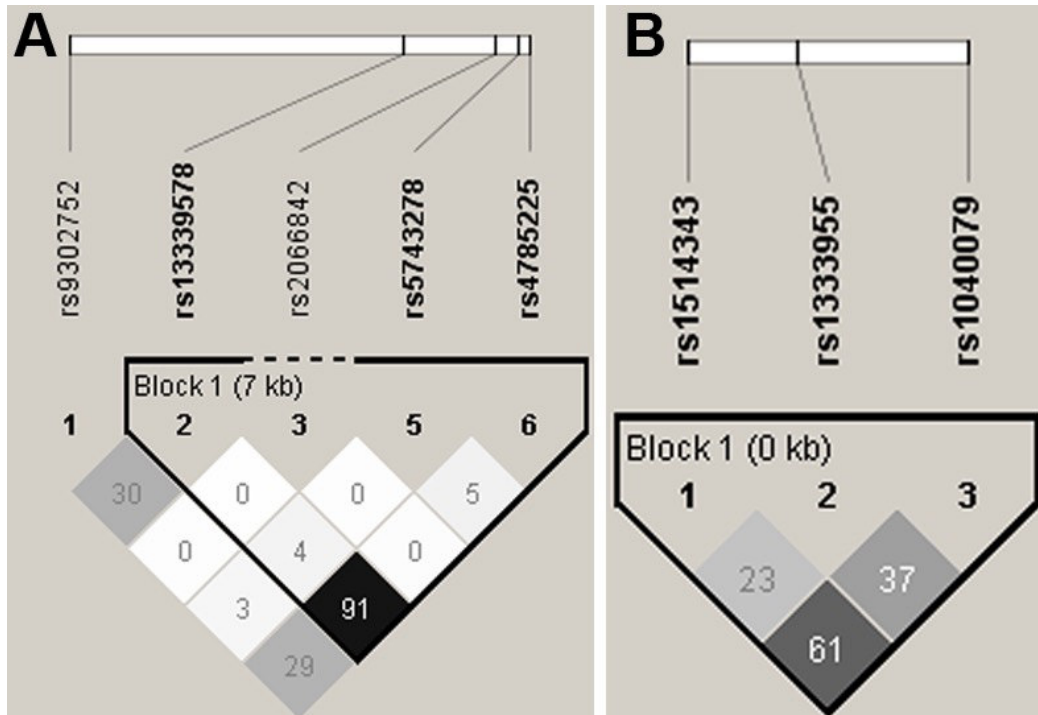 A
rs9302752
rs13339578
rs2066842
rs5743278
rs4785225
Block 1 (7 kb)
1 2 3 5 6
30 0 0 5
0 4 0
3 91
29
B
rs1514343
rs1333955
rs10400079
Block 1 (0 kb)
1 2 3
23 37
61